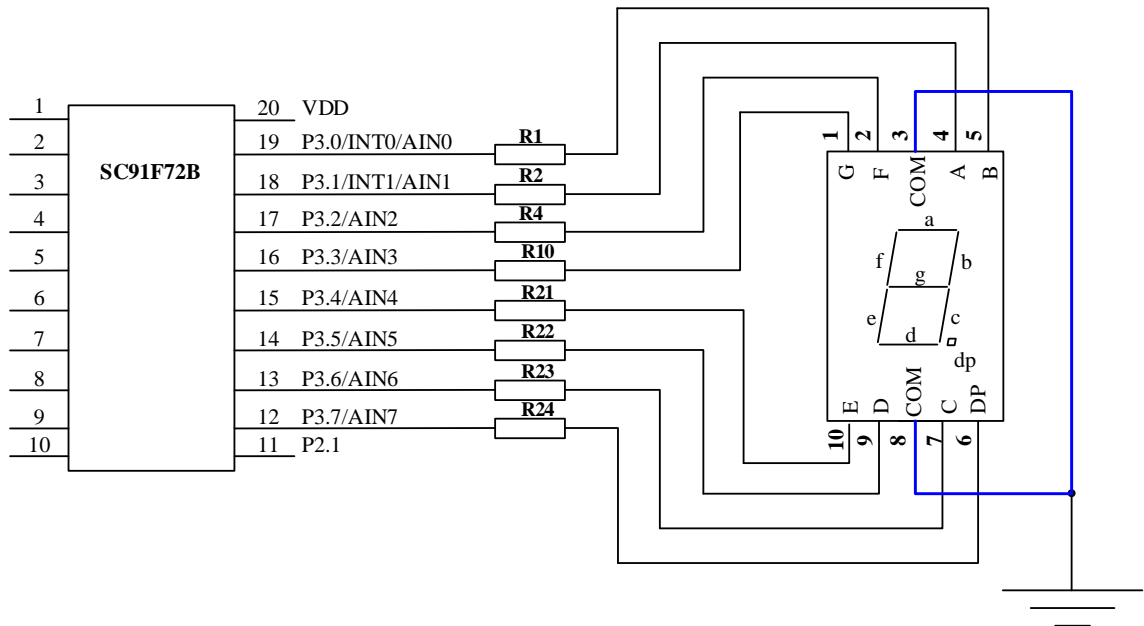 1
2
3
4
5
6
7
8
9
10
SC91F72B
20 VDD
19 P3.0/INT0/AIN0
18 P3.1/INT1/AIN1
17 P3.2/AIN2
16 P3.3/AIN3
15 P3.4/AIN4
14 P3.5/AIN5
13 P3.6/AIN6
12 P3.7/AIN7
11 P2.1
R1
R2
R4
R10
R21
R22
R23
R24
1 2 3 4 5
G F COM A B
a
f b
g
e c
d
dp
E D COM C DP
10 9 8 7 6